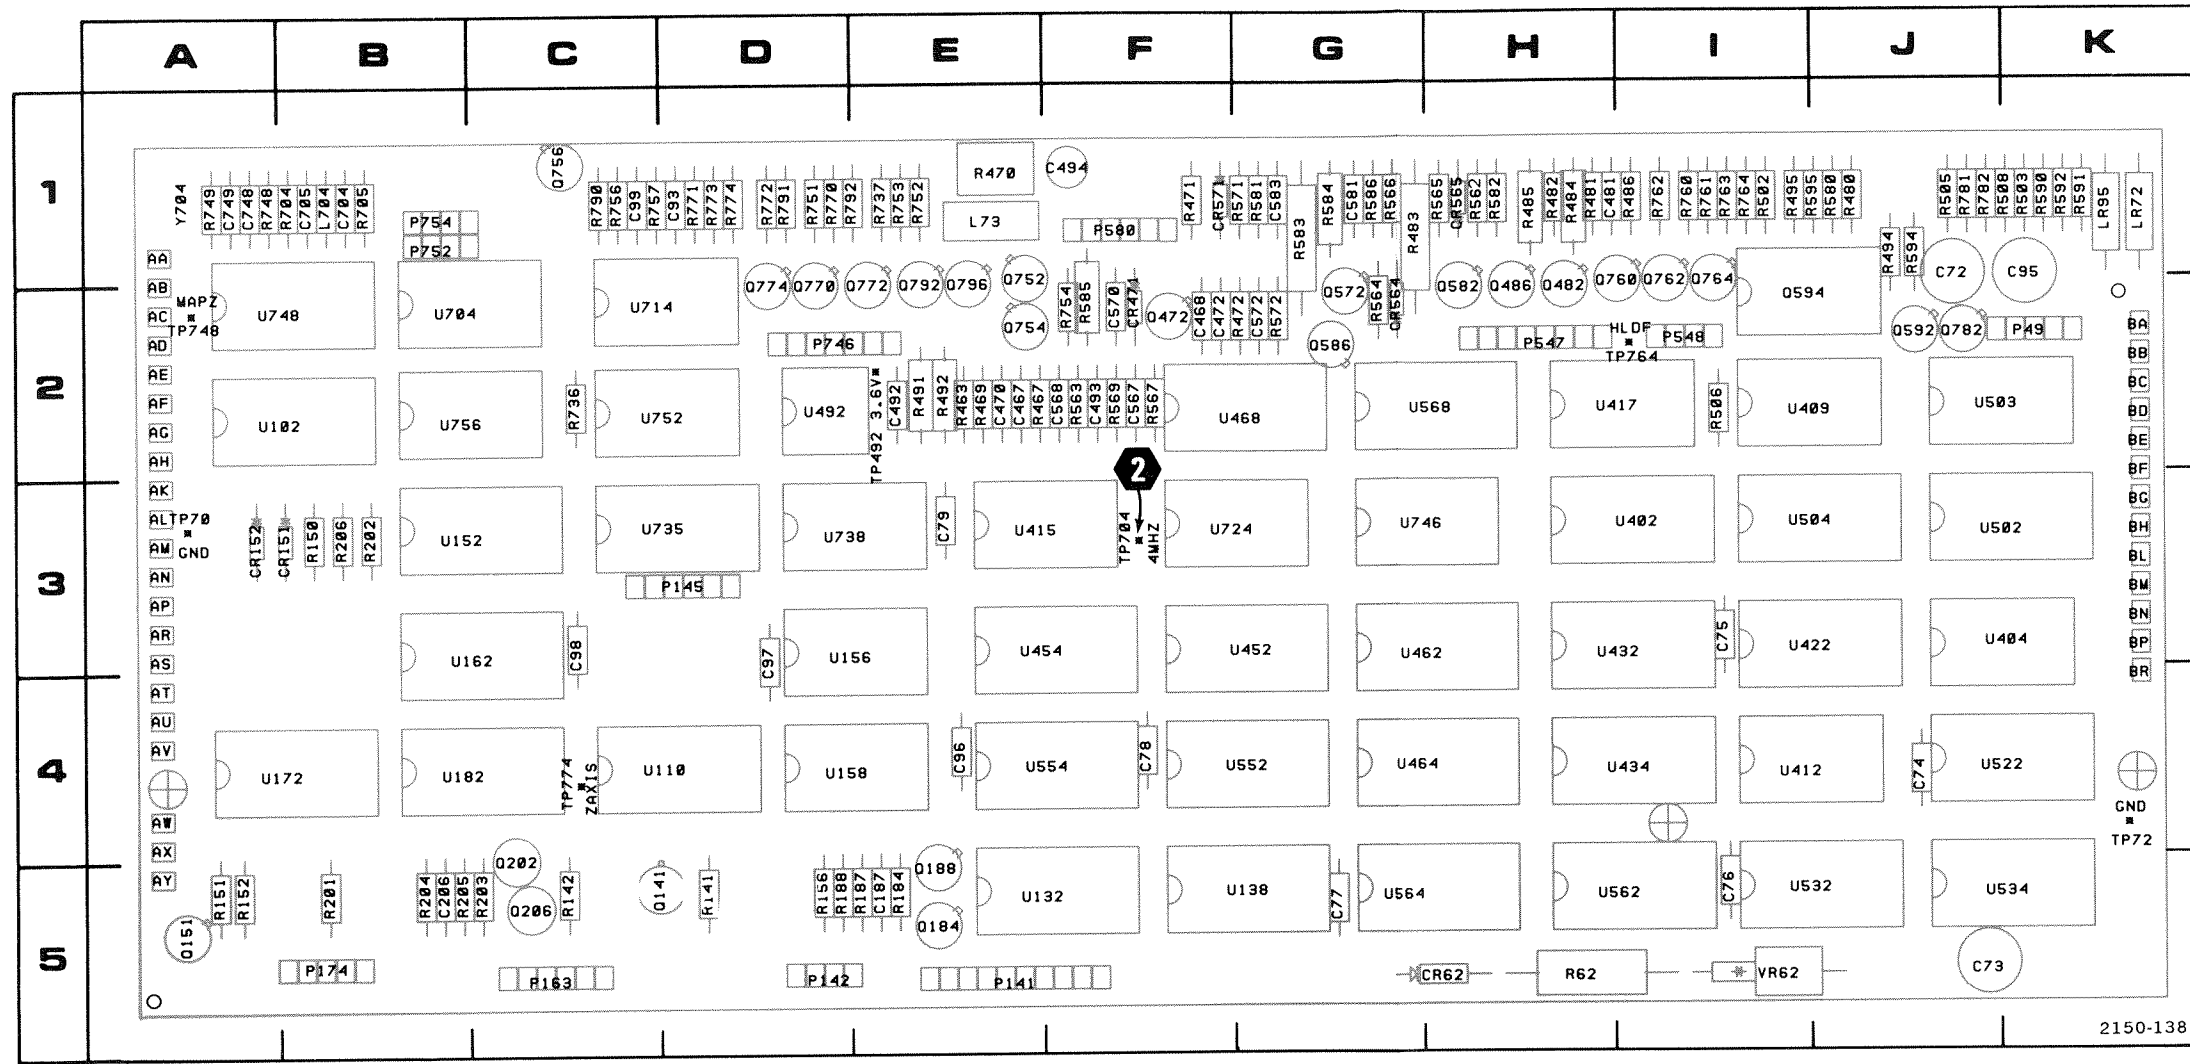 A B C D E F G H I J K
1
2
3
4
5
Y704
R749
C749
C748
R748
R704
C705
L704
C704
R705
P754
P752
Q756
R790
R756
C99
R757
C93
R771
R773
R774
R772
R791
R751
R770
R792
R737
R753
R752
R470
L73
C494
P580
R471
CR571
R571
R581
C583
R583
R584
C581
R586
R566
R483
R565
CR565
R562
R582
R485
R482
R484
R481
C481
R486
R762
R760
R761
R763
R764
R502
R495
R595
R580
R480
R494
R594
R505
R781
R782
R508
R503
R590
R592
R591
LR95
LR72
AA
AB
AC
AD
AE
AF
AG
AH
AK
AL
AM
AN
AP
AR
AS
AT
AU
AV
AW
AX
AY
MAPZ
TP748
U748
U704
U714
Q774
Q770
Q772
Q792
Q796
Q752
Q754
P746
R754
R585
C570
CR471
Q472
C468
C472
R472
C572
R572
Q572
R564
CR564
Q586
Q582
Q486
Q482
Q760
Q762
Q764
Q594
C72
C95
Q592
Q782
P49
P547
HLDF
TP764
P548
BA
BB
BC
BD
BE
BF
BG
BH
BL
BM
BN
BP
BR
U102
U756
R736
U752
U492
TP492 3.6V
C492
R491
R492
R463
R469
C470
C467
R467
C568
R563
C493
R569
C567
R567
U468
U568
U417
R506
U409
U503
2
TP70
GND
CR152
CR151
R150
R206
R202
U152
U735
U738
C79
U415
TP704
4MHZ
U724
U746
U402
U504
U502
P145
U162
C98
C97
U156
U454
U452
U462
U432
C75
U422
U404
U172
U182
TP774
ZAXIS
U110
U158
C96
U554
C78
U552
U464
U434
U412
C74
U522
GND
TP72
R151
R152
Q151
R201
R204
C206
R205
R203
Q202
Q206
R142
Q141
R141
R156
R188
R187
C187
R184
Q188
Q184
U132
U138
C77
U564
U562
C76
U532
U534
P174
P163
P142
P141
CR62
R62
VR62
C73
2150-138